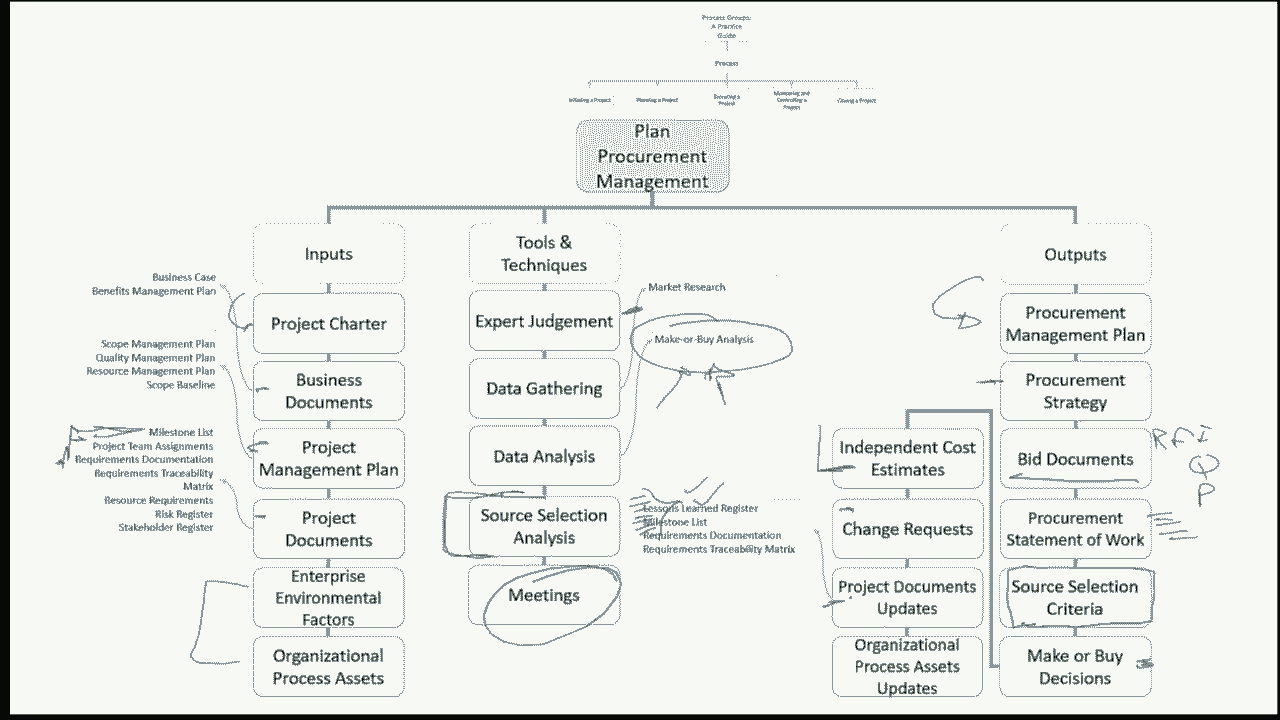 Process Groups:
A Practice
Guide
Process
Initiating a Project
Planning a Project
Executing a
Project
Monitoring and
Controlling a
Project
Closing a Project
Plan
Procurement
Management
Inputs
Business Case
Benefits Management Plan
Project Charter
Business
Documents
Scope Management Plan
Quality Management Plan
Resource Management Plan
Scope Baseline
Project
Management Plan
Milestone List
Project Team Assignments
Requirements Documentation
Requirements Traceability
Matrix
Resource Requirements
Risk Register
Stakeholder Register
Project
Documents
Enterprise
Environmental
Factors
Organizational
Process Assets
Tools &
Techniques
Expert Judgement
Market Research
Data Gathering
Make-or-Buy Analysis
Data Analysis
Source Selection
Analysis
Meetings
Outputs
Procurement
Management Plan
Procurement
Strategy
Bid Documents
RFI
Q
P
Procurement
Statement of Work
Source Selection
Criteria
Make or Buy
Decisions
Independent Cost
Estimates
Change Requests
Lessons Learned Register
Milestone List
Requirements Documentation
Requirements Traceability Matrix
Project Documents
Updates
Organizational
Process Assets
Updates